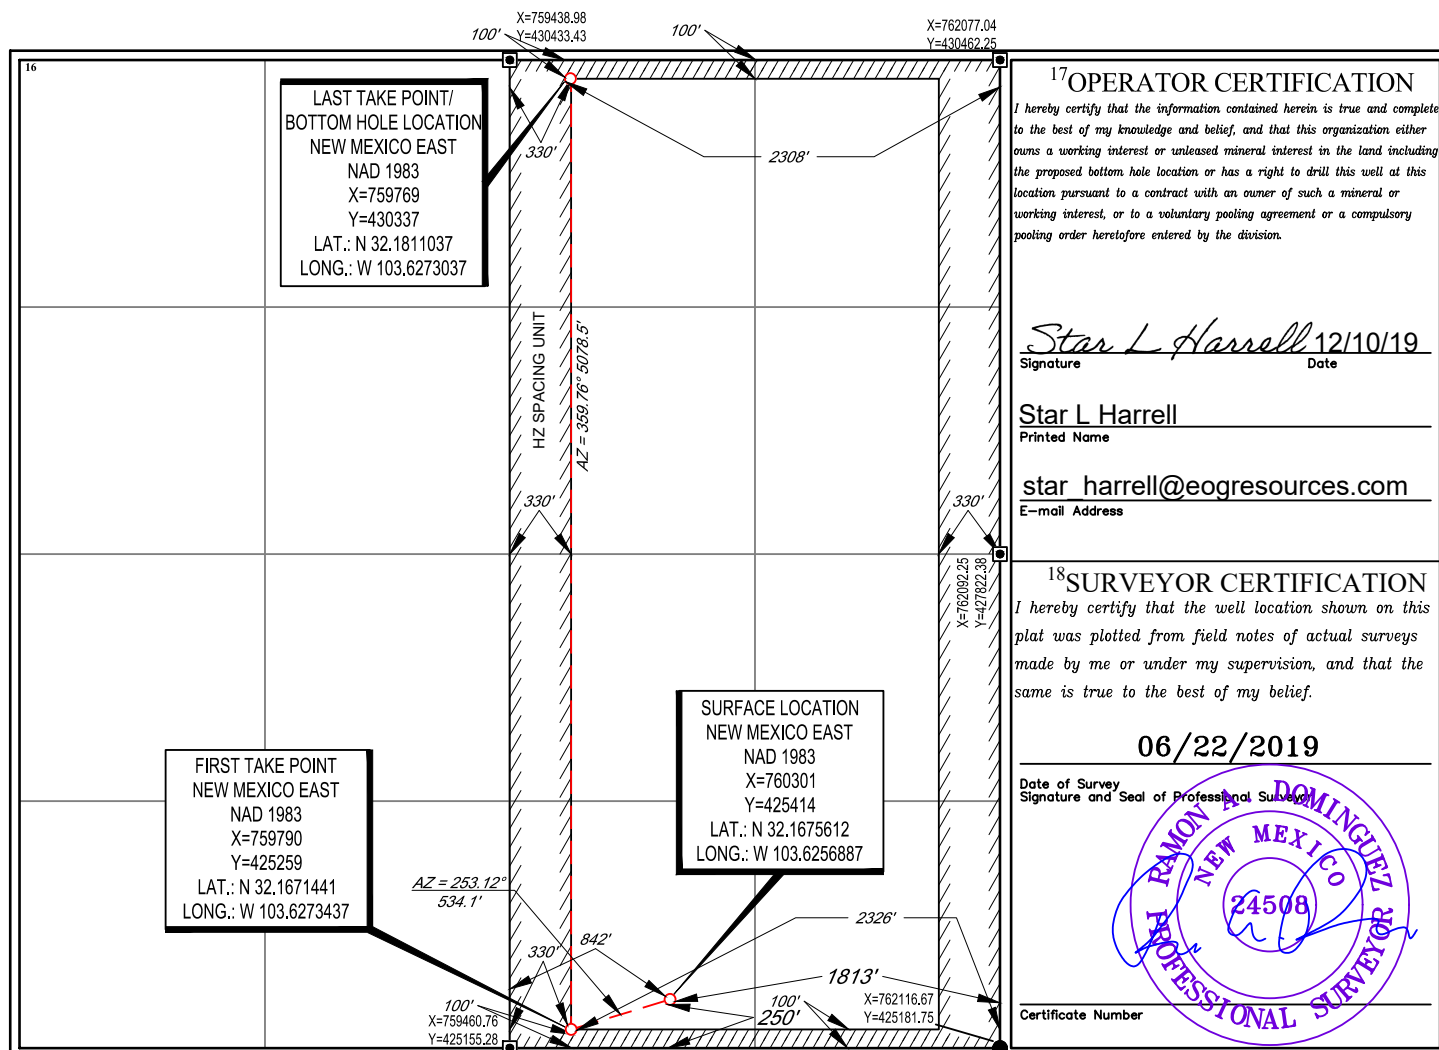 X=759438.98
Y=430433.43
100'
100'
X=762077.04
Y=430462.25
16
LAST TAKE POINT/
BOTTOM HOLE LOCATION
NEW MEXICO EAST
NAD 1983
X=759769
Y=430337
LAT.: N 32.1811037
LONG.: W 103.6273037
330'
2308'
HZ SPACING UNIT
AZ = 359.76° 5078.5'
330'
330'
X=762092.25
Y=427822.38
SURFACE LOCATION
NEW MEXICO EAST
NAD 1983
X=760301
Y=425414
LAT.: N 32.1675612
LONG.: W 103.6256887
FIRST TAKE POINT
NEW MEXICO EAST
NAD 1983
X=759790
Y=425259
LAT.: N 32.1671441
LONG.: W 103.6273437
AZ = 253.12°
534.1'
842'
330'
2326'
1813'
100'
100'
250'
X=759460.76
Y=425155.28
X=762116.67
Y=425181.75
17 OPERATOR CERTIFICATION
I hereby certify that the information contained herein is true and complete
to the best of my knowledge and belief, and that this organization either
owns a working interest or unleased mineral interest in the land including
the proposed bottom hole location or has a right to drill this well at this
location pursuant to a contract with an owner of such a mineral or
working interest, or to a voluntary pooling agreement or a compulsory
pooling order heretofore entered by the division.
Star L Harrell 12/10/19
Signature Date
Star L Harrell
Printed Name
star_harrell@eogresources.com
E-mail Address
18 SURVEYOR CERTIFICATION
I hereby certify that the well location shown on this
plat was plotted from field notes of actual surveys
made by me or under my supervision, and that the
same is true to the best of my belief.
06/22/2019
Date of Survey
Signature and Seal of Professional Surveyor
RAMON A. DOMINGUEZ
NEW MEXICO
24508
PROFESSIONAL SURVEYOR
Certificate Number